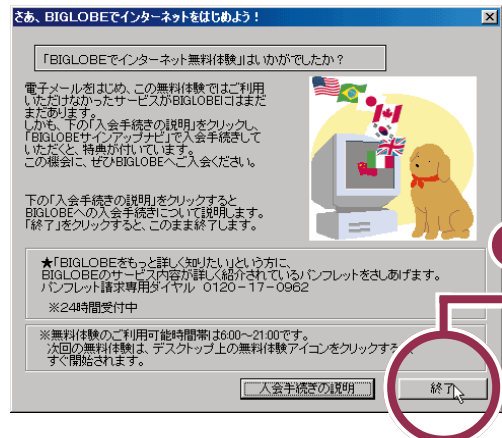 さあ、BIGLOBEでインターネットをはじめよう！
「BIGLOBEでインターネット無料体験」はいかがでしたか？
電子メールをはじめ、この無料体験ではご利用
いただけなかったサービスがBIGLOBEにはまだ
まだあります。
しかも、下の「入会手続きの説明」をクリックし、
「BIGLOBEサインアップナビ」で入会手続きして
いただくと、特典が付いています。
この機会に、ぜひBIGLOBEへご入会ください。
下の「入会手続きの説明」をクリックすると
BIGLOBEへの入会手続きについて説明します。
「終了」をクリックすると、このまま終了します。
★「BIGLOBEをもっと詳しく知りたい」という方に、
BIGLOBEのサービス内容が詳しく紹介されているパンフレットをさしあげます。
パンフレット請求専用ダイヤル 0120-17-0962
※24時間受付中
※無料体験のご利用可能時間帯は6:00～21:00です。
次回の無料体験は、デスクトップ上の無料体験アイコンをクリックする
すぐ開始されます。
入会手続きの説明
終了